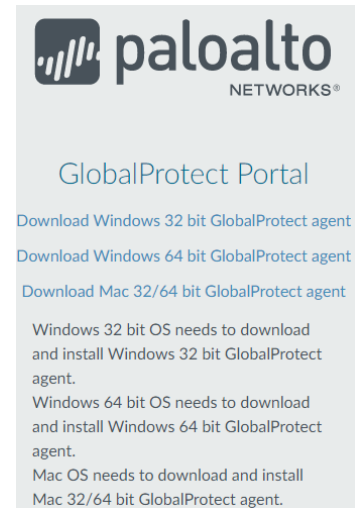 paloalto
NETWORKS®
GlobalProtect Portal
Download Windows 32 bit GlobalProtect agent
Download Windows 64 bit GlobalProtect agent
Download Mac 32/64 bit GlobalProtect agent
Windows 32 bit OS needs to download
and install Windows 32 bit GlobalProtect
agent.
Windows 64 bit OS needs to download
and install Windows 64 bit GlobalProtect
agent.
Mac OS needs to download and install
Mac 32/64 bit GlobalProtect agent.